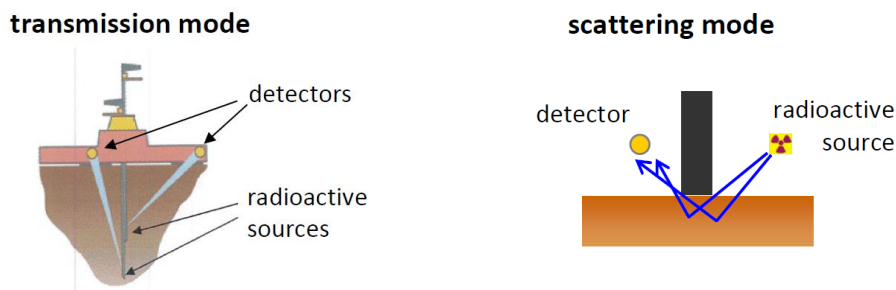 transmission mode
detectors
radioactive
sources
scattering mode
detector
radioactive
source